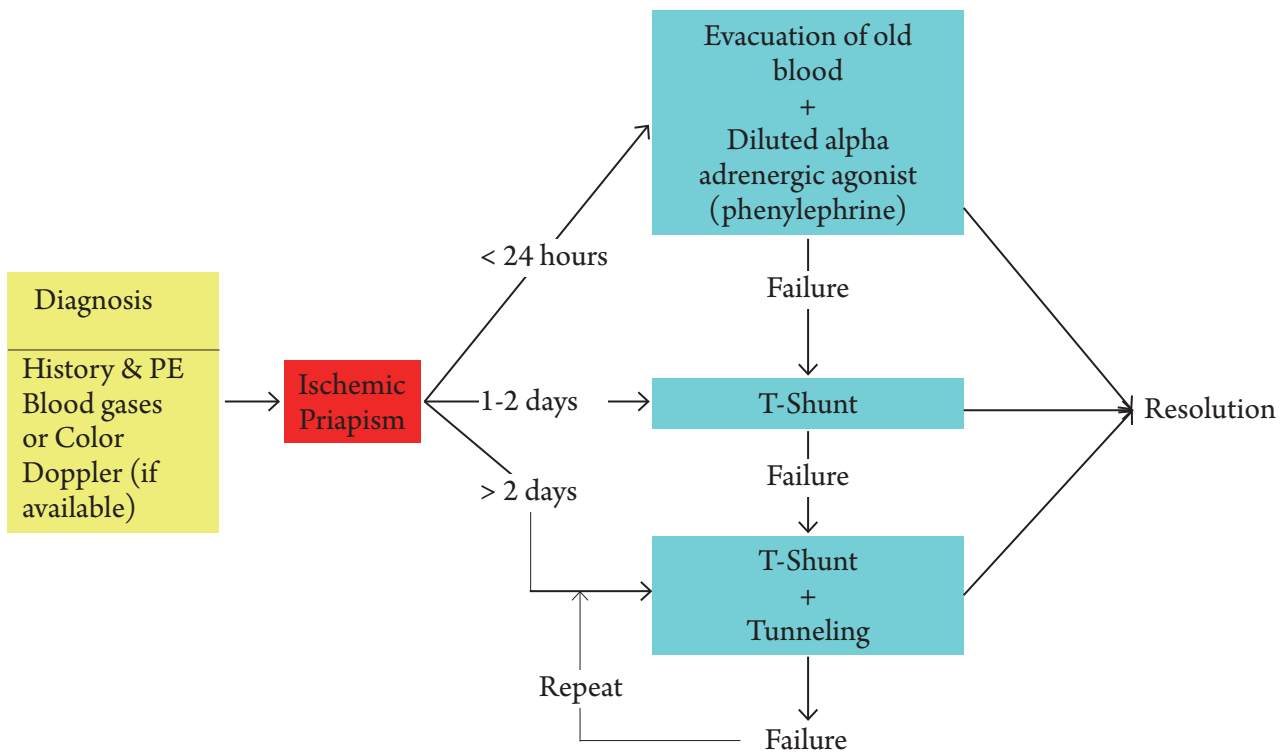 Diagnosis
History & PE
Blood gases
or Color
Doppler (if
available)
Ischemic
Priapism
< 24 hours
1-2 days
> 2 days
Evacuation of old
blood
+
Diluted alpha
adrenergic agonist
(phenylephrine)
Failure
T-Shunt
Failure
T-Shunt
+
Tunneling
Repeat
Failure
Resolution